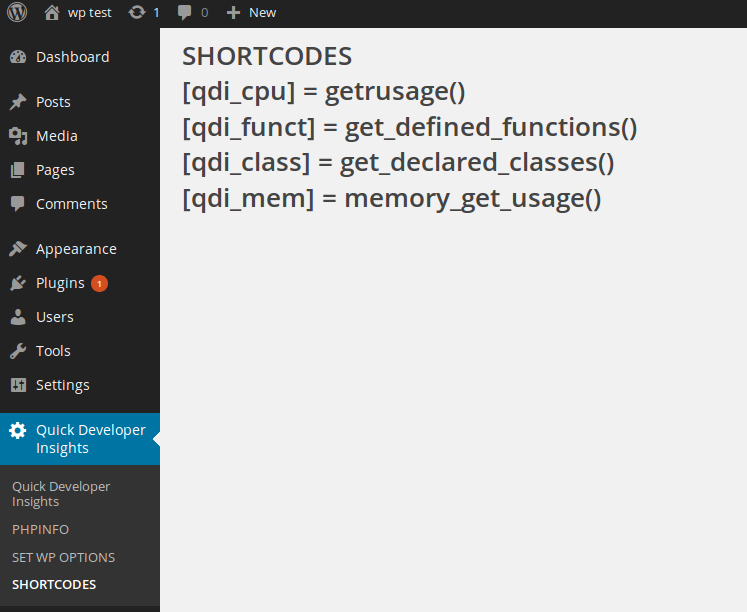 wp test 1 0 New
Dashboard
Posts
Media
Pages
Comments
Appearance
Plugins 1
Users
Tools
Settings
Quick Developer
Insights
Quick Developer
Insights
PHPINFO
SET WP OPTIONS
SHORTCODES
SHORTCODES
[qdi_cpu] = getrusage()
[qdi_funct] = get_defined_functions()
[qdi_class] = get_declared_classes()
[qdi_mem] = memory_get_usage()